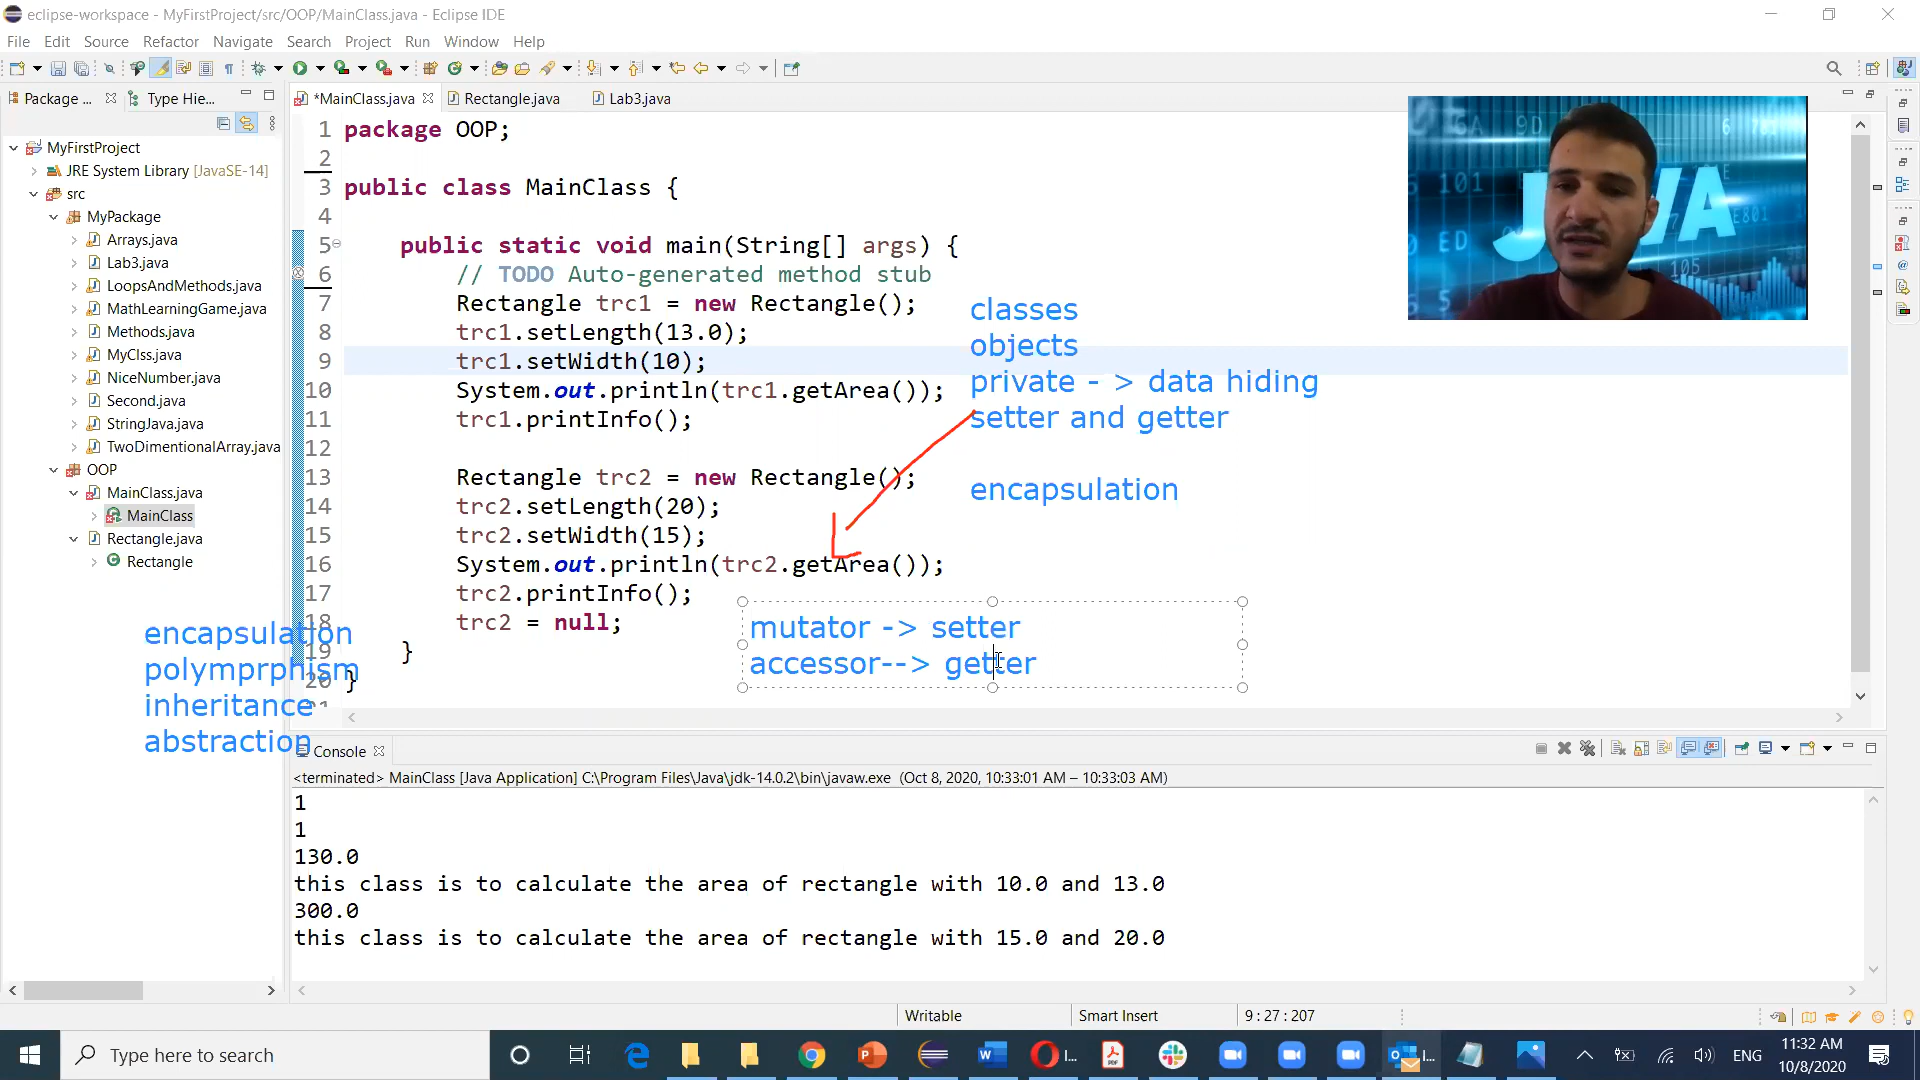 eclipse-workspace - MyFirstProject/src/OOP/MainClass.java - Eclipse IDE
File Edit Source Refactor Navigate Search Project Run Window Help
Package ... Type Hie...
*MainClass.java Rectangle.java Lab3.java
MyFirstProject
JRE System Library [JavaSE-14]
src
MyPackage
Arrays.java
Lab3.java
LoopsAndMethods.java
MathLearningGame.java
Methods.java
MyClss.java
NiceNumber.java
Second.java
StringJava.java
TwoDimentionalArray.java
OOP
MainClass.java
MainClass
Rectangle.java
Rectangle
encapsulation
polymprphism
inheritance
abstraction
1 package OOP;
2
3 public class MainClass {
4
5 public static void main(String[] args) {
6 // TODO Auto-generated method stub
7 Rectangle trc1 = new Rectangle();
8 trc1.setLength(13.0);
9 trc1.setWidth(10);
10 System.out.println(trc1.getArea());
11 trc1.printInfo();
12
13 Rectangle trc2 = new Rectangle();
14 trc2.setLength(20);
15 trc2.setWidth(15);
16 System.out.println(trc2.getArea());
17 trc2.printInfo();
18 trc2 = null;
19 }
20 }
classes
objects
private - > data hiding
setter and getter
encapsulation
mutator -> setter
accessor--> getter
JAVA
Console
<terminated> MainClass [Java Application] C:\Program Files\Java\jdk-14.0.2\bin\javaw.exe (Oct 8, 2020, 10:33:01 AM – 10:33:03 AM)
1
1
130.0
this class is to calculate the area of rectangle with 10.0 and 13.0
300.0
this class is to calculate the area of rectangle with 15.0 and 20.0
Writable Smart Insert 9 : 27 : 207
Type here to search
ENG
11:32 AM
10/8/2020